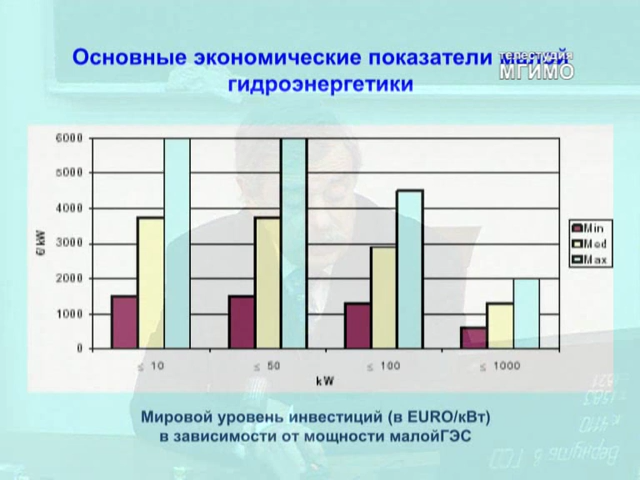 Основные экономические показатели малой
гидроэнергетики
телестудия
МГИМО
6000
5000
4000
3000
2000
1000
0
€/kW
Min
Med
Max
≤ 10
≤ 50
≤ 100
≤ 1000
kW
Мировой уровень инвестиций (в EURO/кВт)
в зависимости от мощности малойГЭС